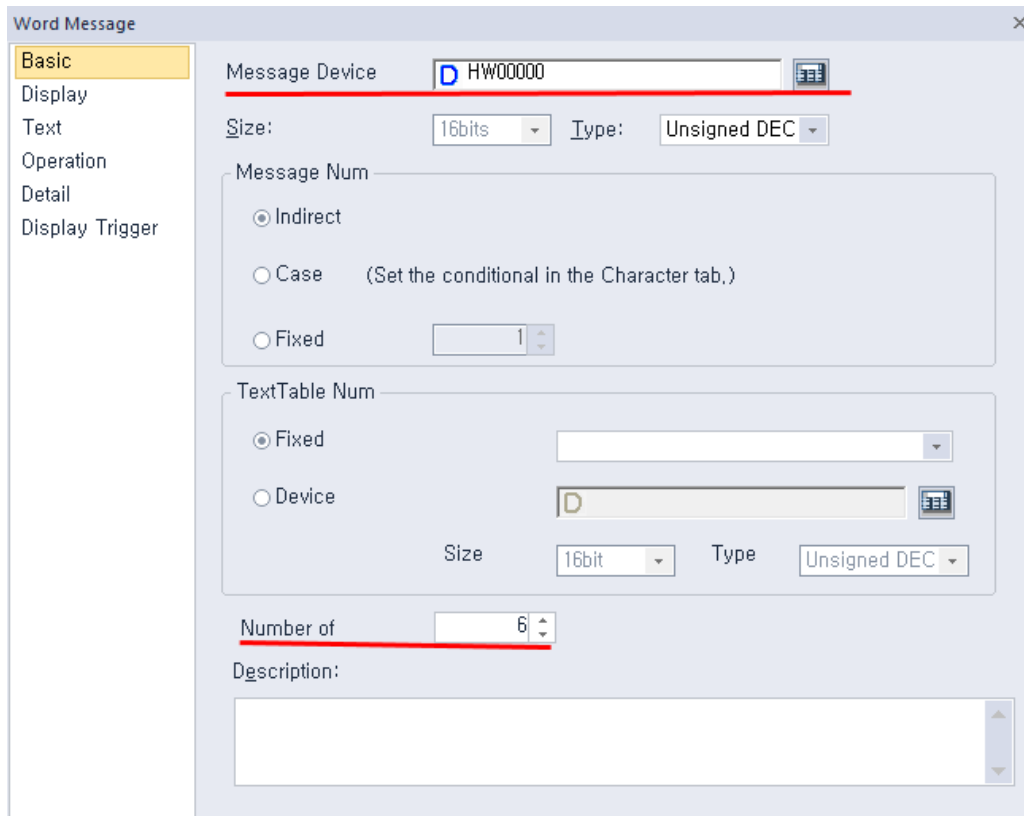 Word Message
Basic
Display
Text
Operation
Detail
Display Trigger
Message Device D HW00000
Size: 16bits Type: Unsigned DEC
Message Num
Indirect
Case (Set the conditional in the Character tab,)
Fixed 1
TextTable Num
Fixed
Device D
Size 16bit Type Unsigned DEC
Number of 6
Description: